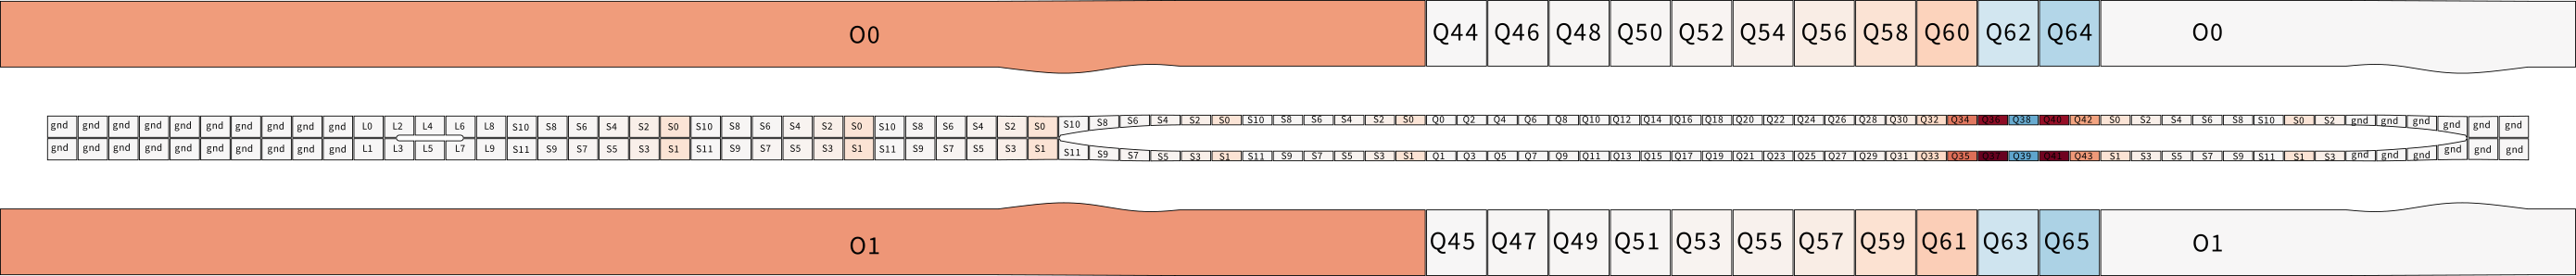 O0 Q44 Q46 Q48 Q50 Q52 Q54 Q56 Q58 Q60 Q62 Q64 O0
gnd gnd gnd gnd gnd gnd gnd gnd gnd gnd L0 L2 L4 L6 L8 S10 S8 S6 S4 S2 S0 S10 S8 S6 S4 S2 S0 S10 S8 S6 S4 S2 S0 S10 S8 S6 S4 S2 S0 S10 S8 S6 S4 S2 S0 Q0 Q2 Q4 Q6 Q8 Q10 Q12 Q14 Q16 Q18 Q20 Q22 Q24 Q26 Q28 Q30 Q32 Q34 Q36 Q38 Q40 Q42 S0 S2 S4 S6 S8 S10 S0 S2 gnd gnd gnd gnd gnd gnd
gnd gnd gnd gnd gnd gnd gnd gnd gnd gnd L1 L3 L5 L7 L9 S11 S9 S7 S5 S3 S1 S11 S9 S7 S5 S3 S1 S11 S9 S7 S5 S3 S1 S11 S9 S7 S5 S3 S1 S11 S9 S7 S5 S3 S1 Q1 Q3 Q5 Q7 Q9 Q11 Q13 Q15 Q17 Q19 Q21 Q23 Q25 Q27 Q29 Q31 Q33 Q35 Q37 Q39 Q41 Q43 S1 S3 S5 S7 S9 S11 S1 S3 gnd gnd gnd gnd gnd gnd
O1 Q45 Q47 Q49 Q51 Q53 Q55 Q57 Q59 Q61 Q63 Q65 O1